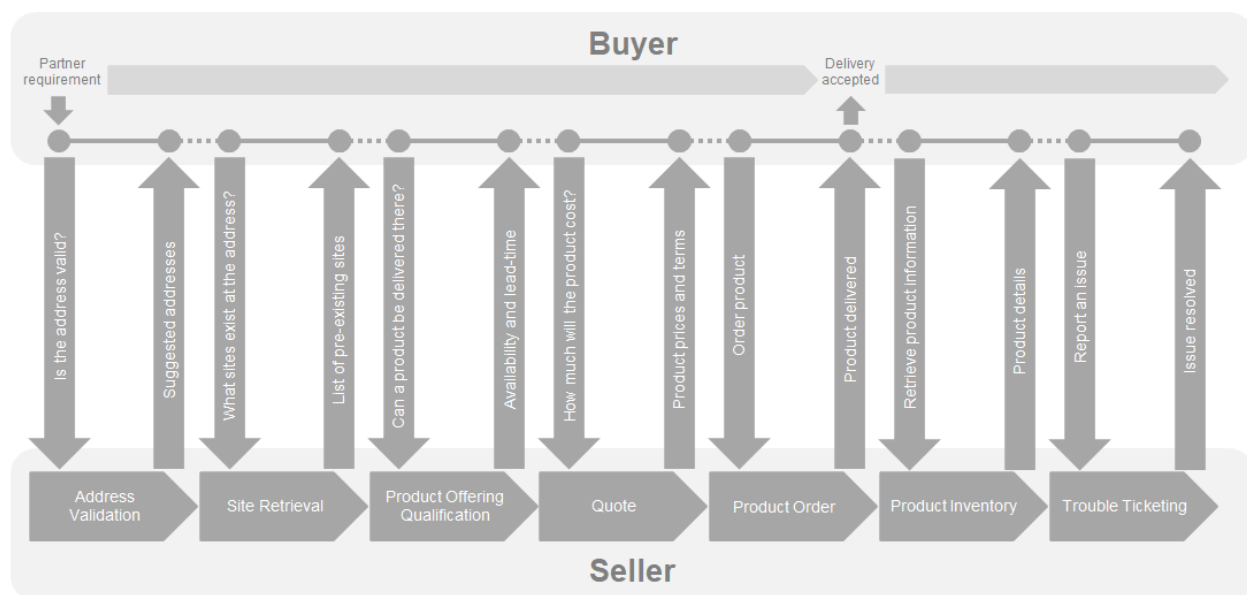 Buyer
Partner
requirement
Delivery
accepted
Is the address valid?
Suggested addresses
What sites exist at the address?
List of pre-existing sites
Can a product be delivered there?
Availability and lead-time
How much will the product cost?
Product prices and terms
Order product
Product delivered
Retrieve product information
Product details
Report an issue
Issue resolved
Address
Validation
Site Retrieval
Product Offering
Qualification
Quote
Product Order
Product Inventory
Trouble Ticketing
Seller